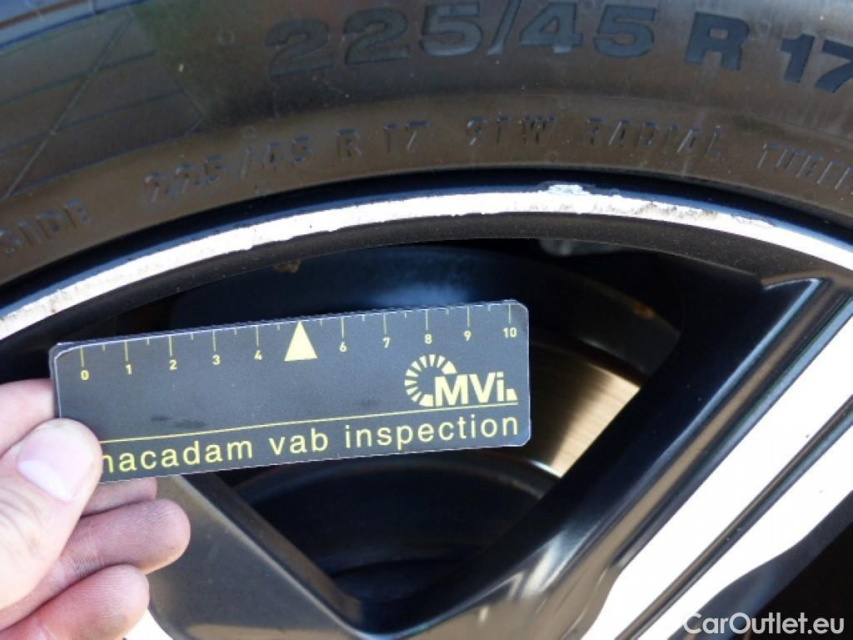 225/45 R 17
SIDE 225/45 R 17 91W RADIAL
0 1 2 3 4 6 7 8 9 10
MVi
macadam vab inspection
CarOutlet.eu